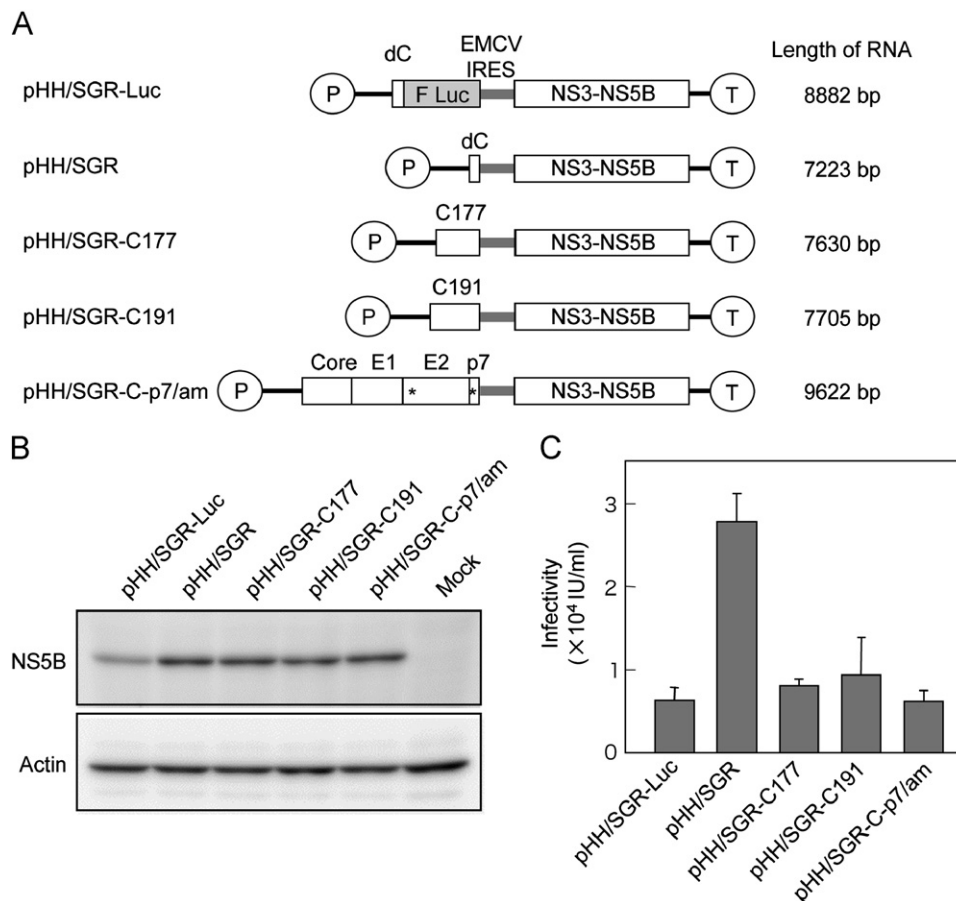 A
Length of RNA
pHH/SGR-Luc
P
dC
F Luc
EMCV
IRES
NS3-NS5B
T
8882 bp
pHH/SGR
P
dC
NS3-NS5B
T
7223 bp
pHH/SGR-C177
P
C177
NS3-NS5B
T
7630 bp
pHH/SGR-C191
P
C191
NS3-NS5B
T
7705 bp
pHH/SGR-C-p7/am
P
Core E1 E2 p7
* *
NS3-NS5B
T
9622 bp
B
pHH/SGR-Luc
pHH/SGR
pHH/SGR-C177
pHH/SGR-C191
pHH/SGR-C-p7/am
Mock
NS5B
Actin
C
Infectivity
(×10⁴ IU/ml)
3
2
1
0
pHH/SGR-Luc
pHH/SGR
pHH/SGR-C177
pHH/SGR-C191
pHH/SGR-C-p7/am